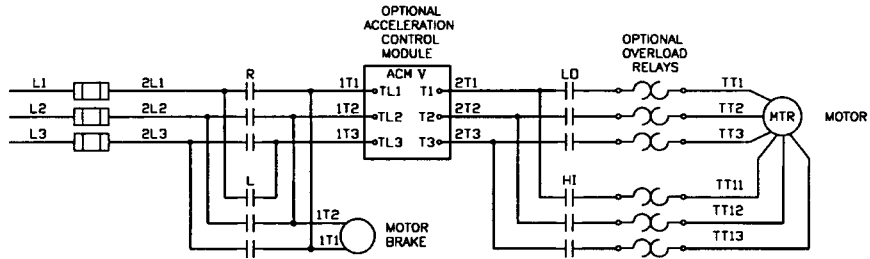 OPTIONAL
ACCELERATION
CONTROL
MODULE
OPTIONAL
OVERLOAD
RELAYS
L1 2L1 R 1T1 ACM V TL1 T1 2T1 LO TT1
L2 2L2 1T2 TL2 T2 2T2 TT2 MTR MOTOR
L3 2L3 1T3 TL3 T3 2T3 TT3
L HI TT11
1T2 MOTOR TT12
1T1 BRAKE TT13